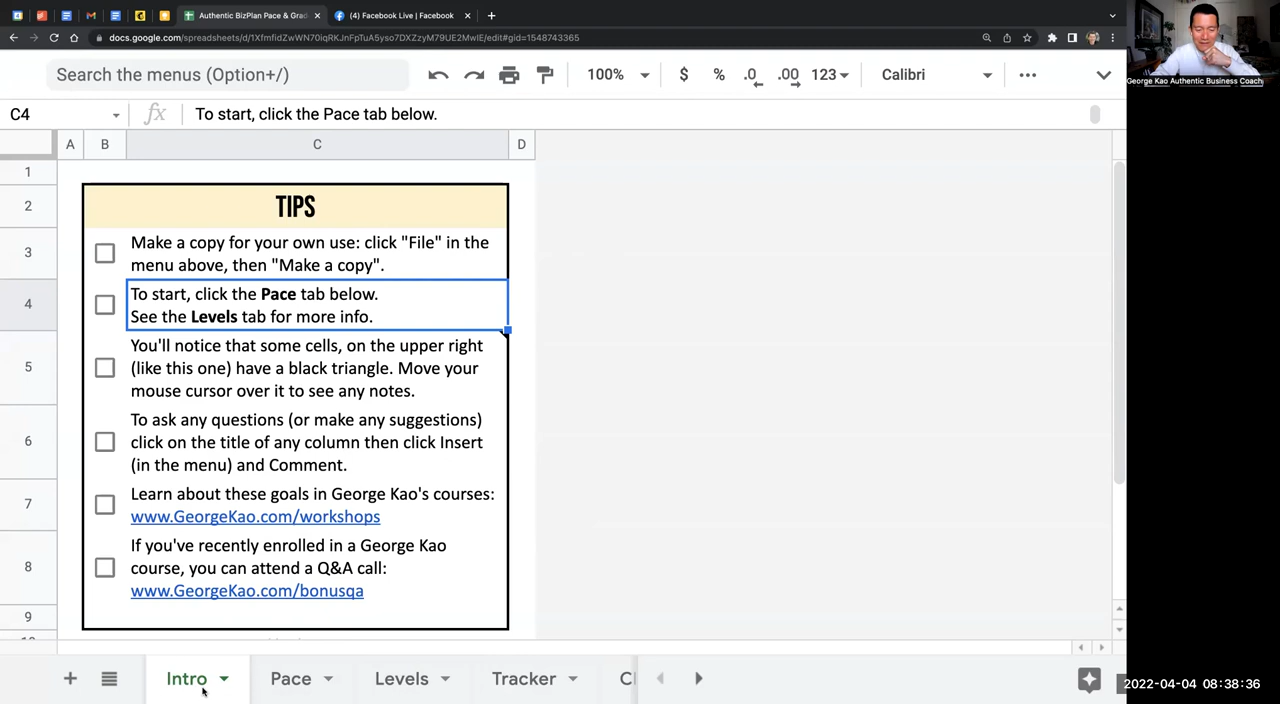 Authentic BizPlan Pace & Grad
(4) Facebook Live | Facebook
docs.google.com/spreadsheets/d/1XfmfidZwWN70iqRKJnFpTuA5yso7DXZzyM79UE2MwIE/edit#gid=1548743365
George Kao Authentic Business Coach
Search the menus (Option+/)
100%
$ % .0 .00 123
Calibri
C4
fx
To start, click the Pace tab below.
A B C D
1
2
TIPS
3
Make a copy for your own use: click "File" in the
menu above, then "Make a copy".
4
To start, click the Pace tab below.
See the Levels tab for more info.
5
You'll notice that some cells, on the upper right
(like this one) have a black triangle. Move your
mouse cursor over it to see any notes.
6
To ask any questions (or make any suggestions)
click on the title of any column then click Insert
(in the menu) and Comment.
7
Learn about these goals in George Kao's courses:
www.GeorgeKao.com/workshops
8
If you've recently enrolled in a George Kao
course, you can attend a Q&A call:
www.GeorgeKao.com/bonusqa
9
Intro
Pace
Levels
Tracker
2022-04-04 08:38:36